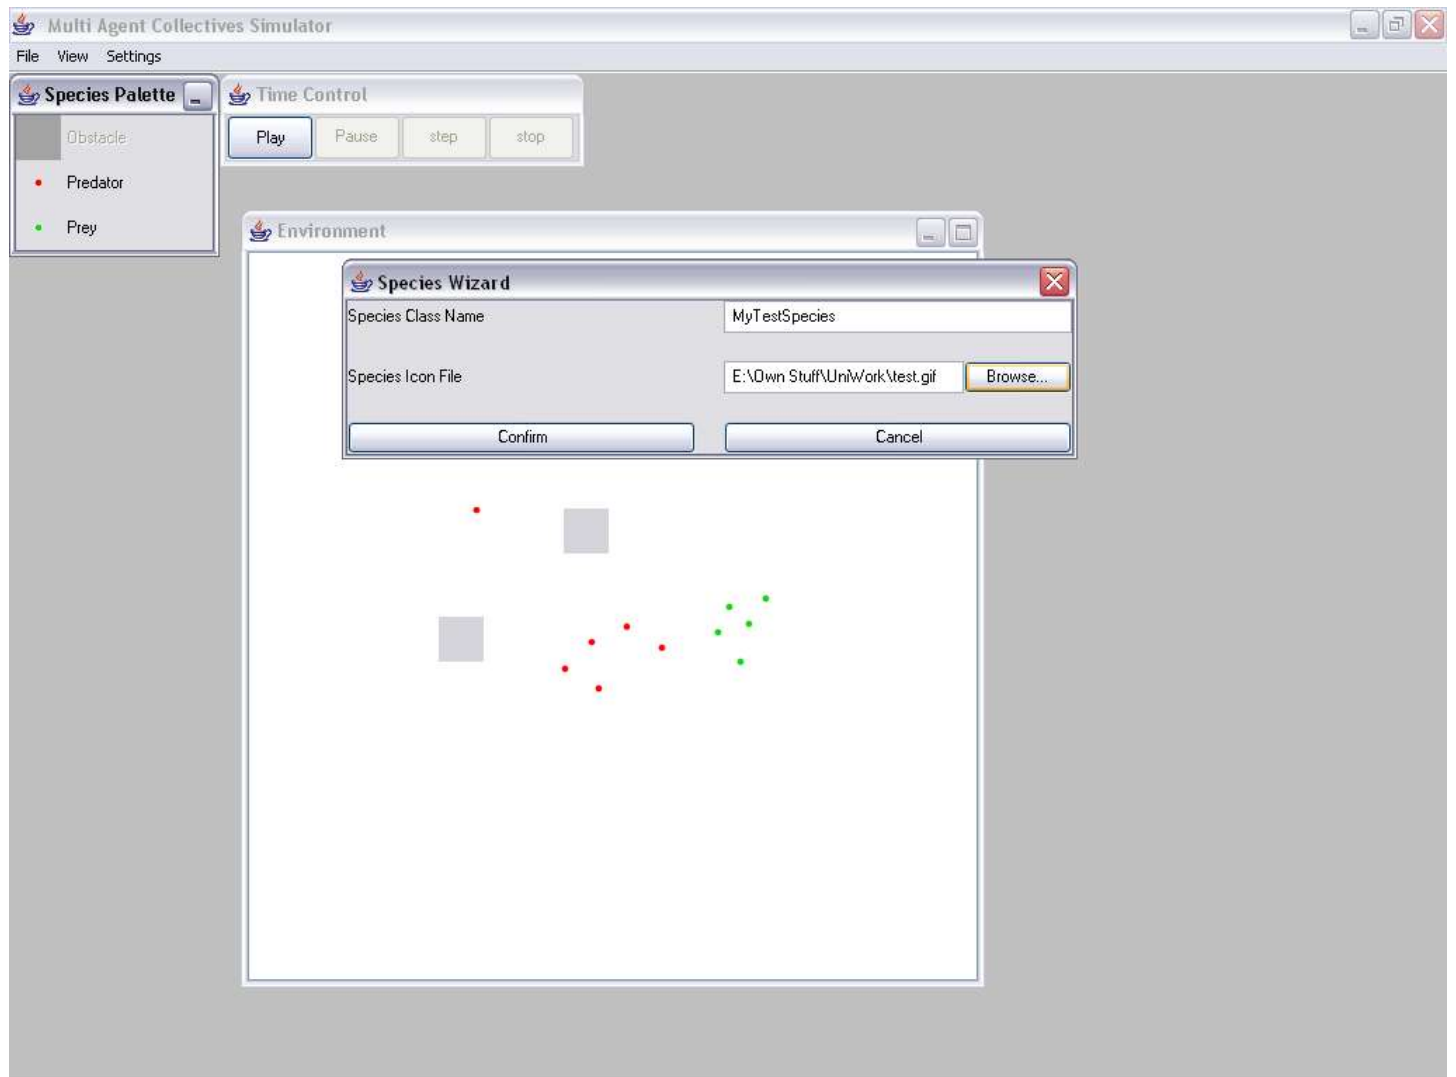 Multi Agent Collectives Simulator
File View Settings
Species Palette
Time Control
Obstacle
Play Pause step stop
Predator
Prey
Environment
Species Wizard
Species Class Name MyTestSpecies
Species Icon File E:\Own Stuff\UniWork\test.gif Browse...
Confirm Cancel